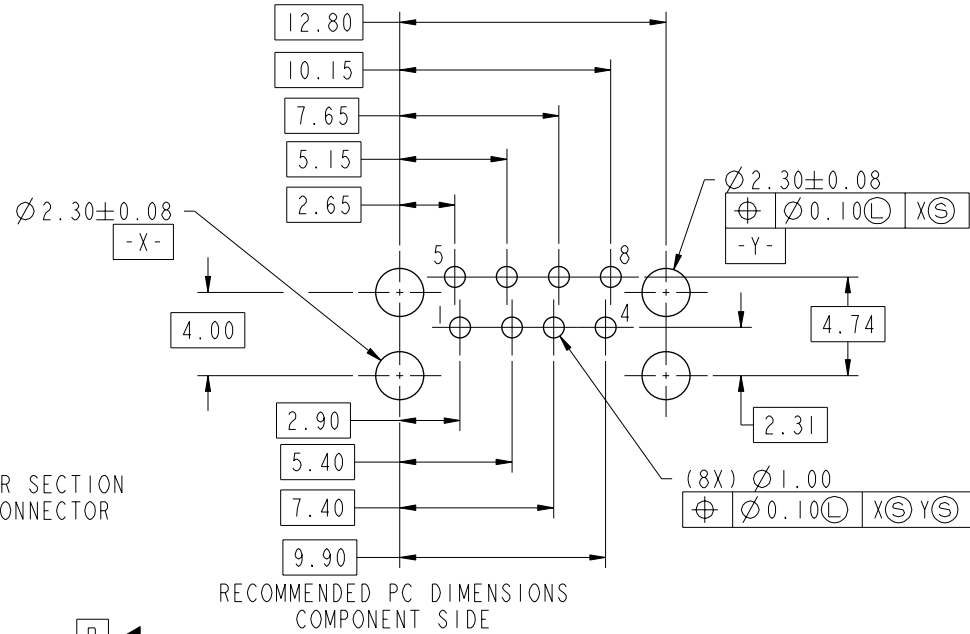 12.80
10.15
7.65
5.15
2.65
Ø2.30±0.08
-X-
Ø2.30±0.08
⌖ Ø0.10Ⓛ XⓈ
-Y-
5
8
1
4
4.00
4.74
2.31
2.90
5.40
7.40
9.90
(8X) Ø1.00
⌖ Ø0.10Ⓛ XⓈ YⓈ
R SECTION
ONNECTOR
RECOMMENDED PC DIMENSIONS
COMPONENT SIDE